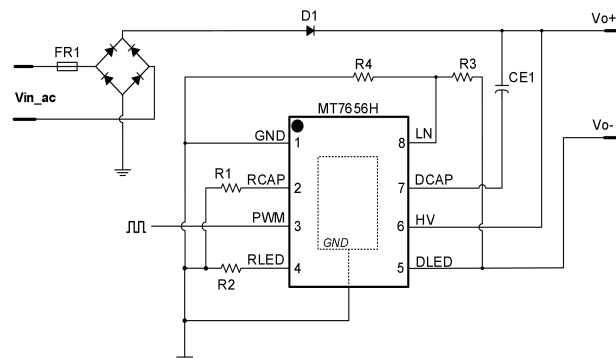 D1
Vo+
FR1
R4
R3
CE1
Vin_ac
MT7656H
Vo-
GND
1
8
LN
R1
RCAP
2
7
DCAP
PWM
3
6
HV
GND
RLED
4
5
DLED
R2